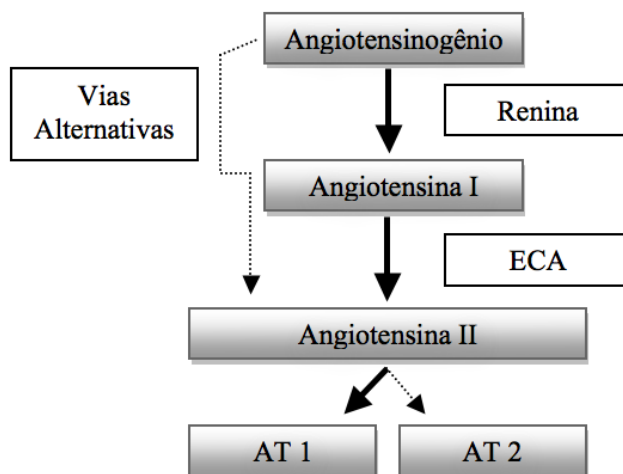 Angiotensinogênio
Vias
Alternativas
Renina
Angiotensina I
ECA
Angiotensina II
AT 1
AT 2